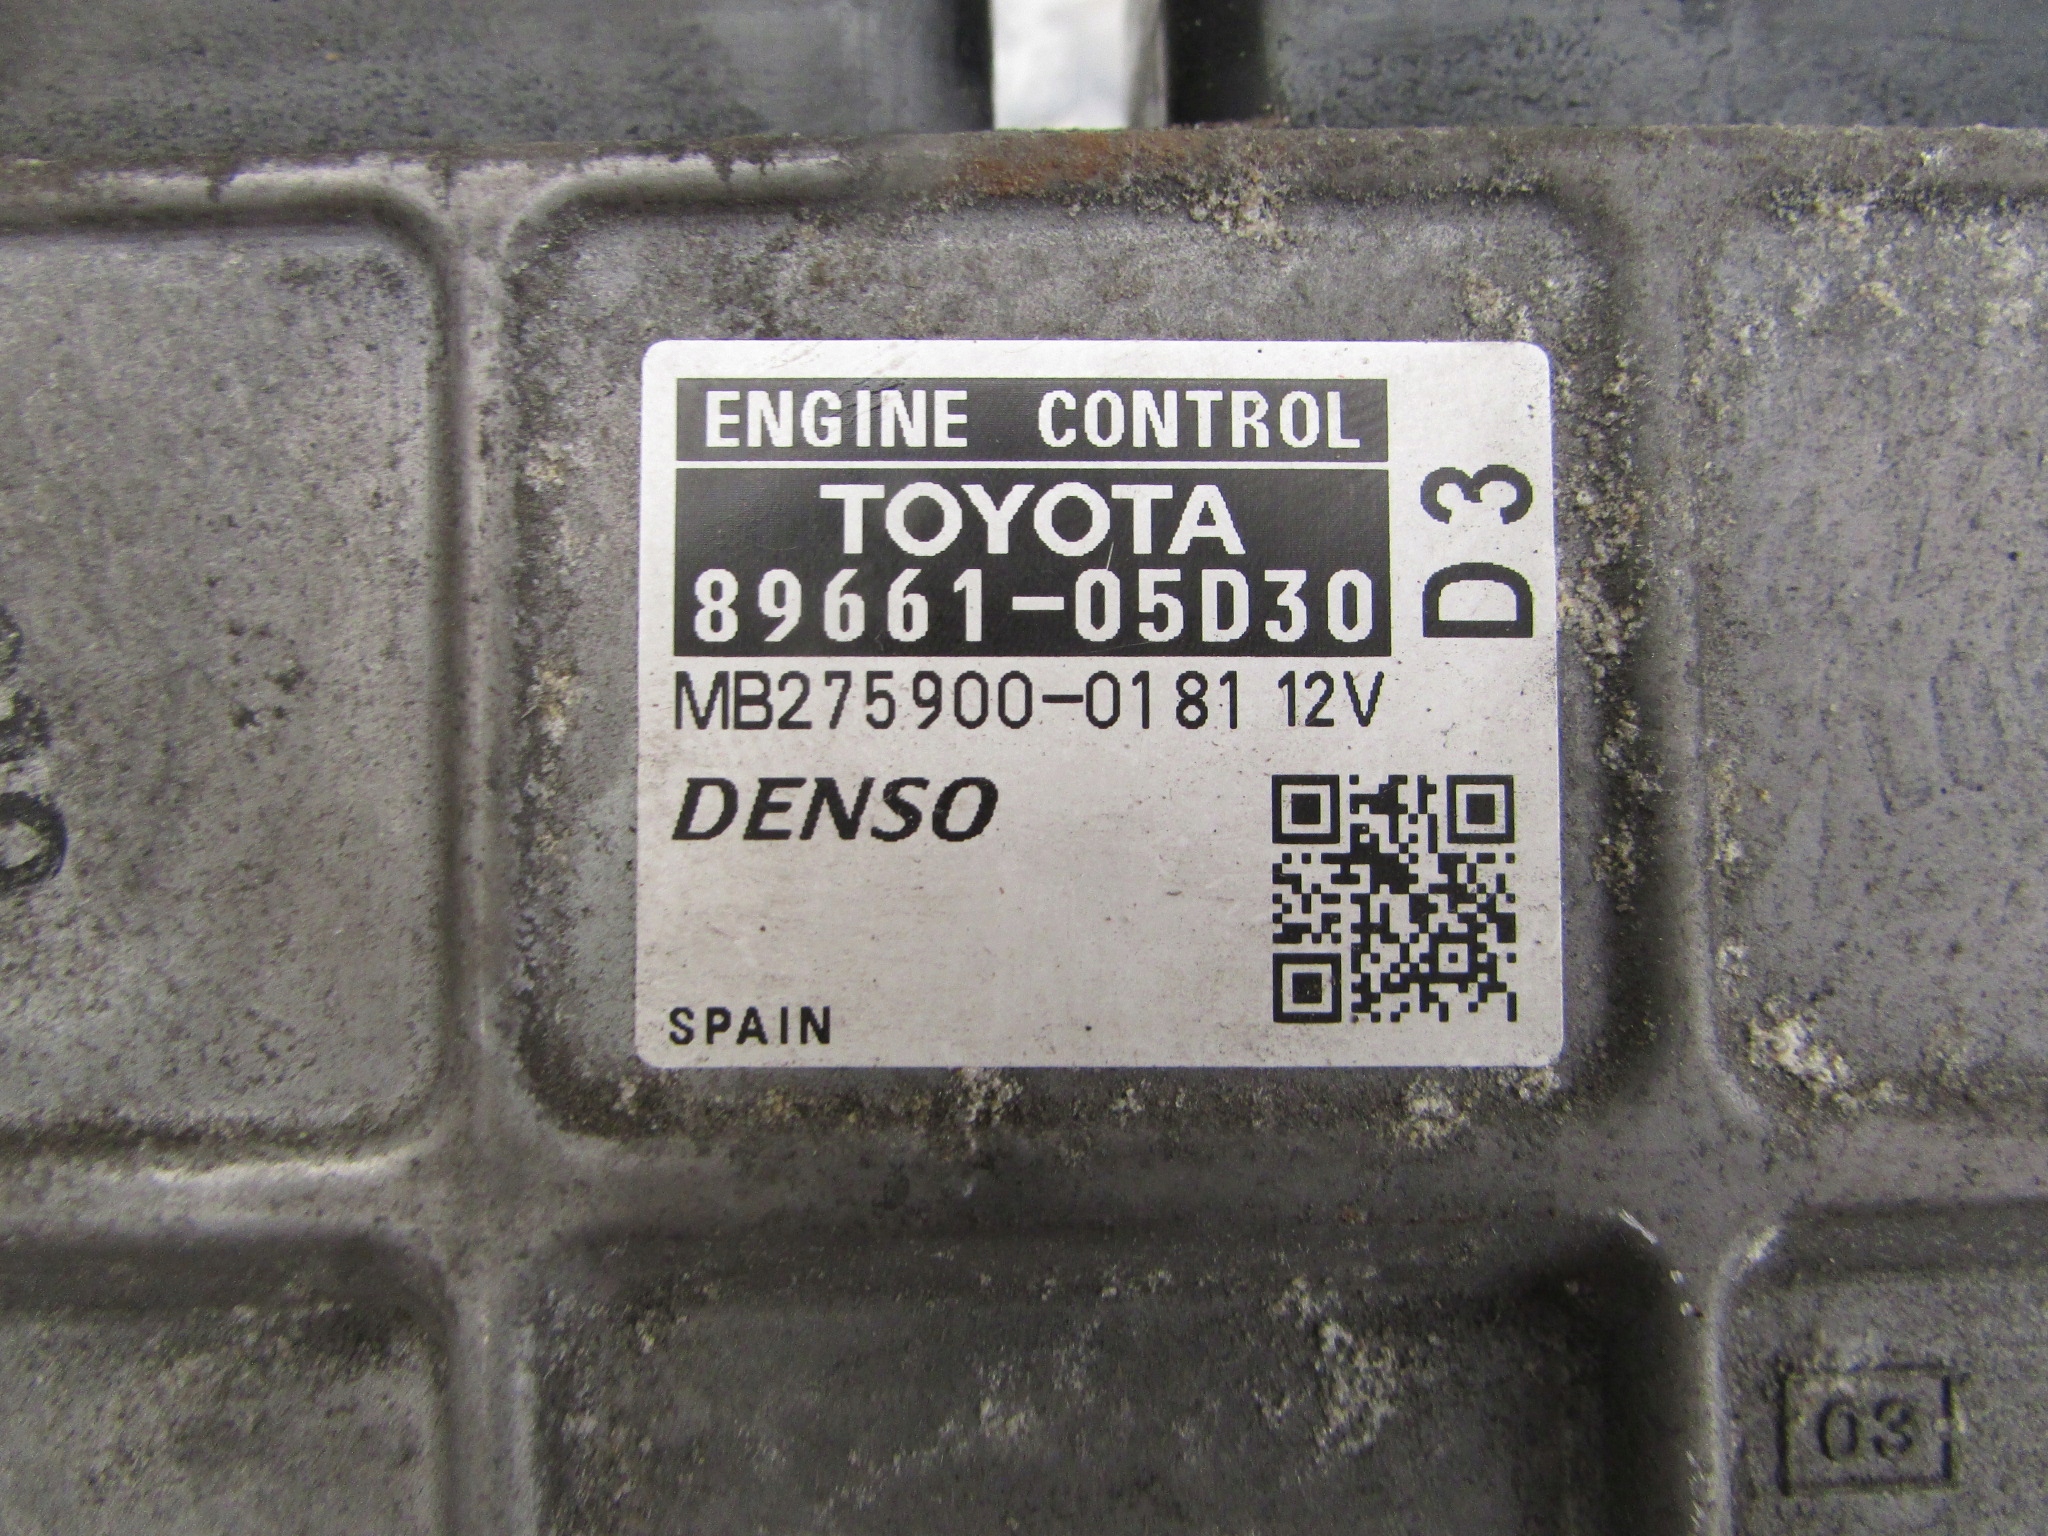 ENGINE CONTROL
TOYOTA
89661-05D30
D3
MB275900-0181 12V
DENSO
SPAIN
03